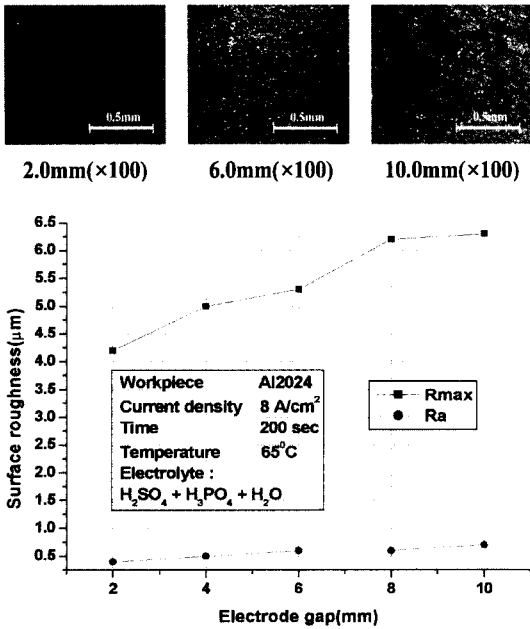 0.5mm 0.5mm 0.5mm
2.0mm(×100) 6.0mm(×100) 10.0mm(×100)
6.5
6.0
5.5
5.0
4.5
4.0
3.5
3.0
2.5
2.0
1.5
1.0
0.5
Surface roughness(μm)
Workpiece Al2024
Current density 8 A/cm²
Time 200 sec
Temperature 65⁰C
Electrolyte :
H₂SO₄ + H₃PO₄ + H₂O
Rmax
Ra
2 4 6 8 10
Electrode gap(mm)